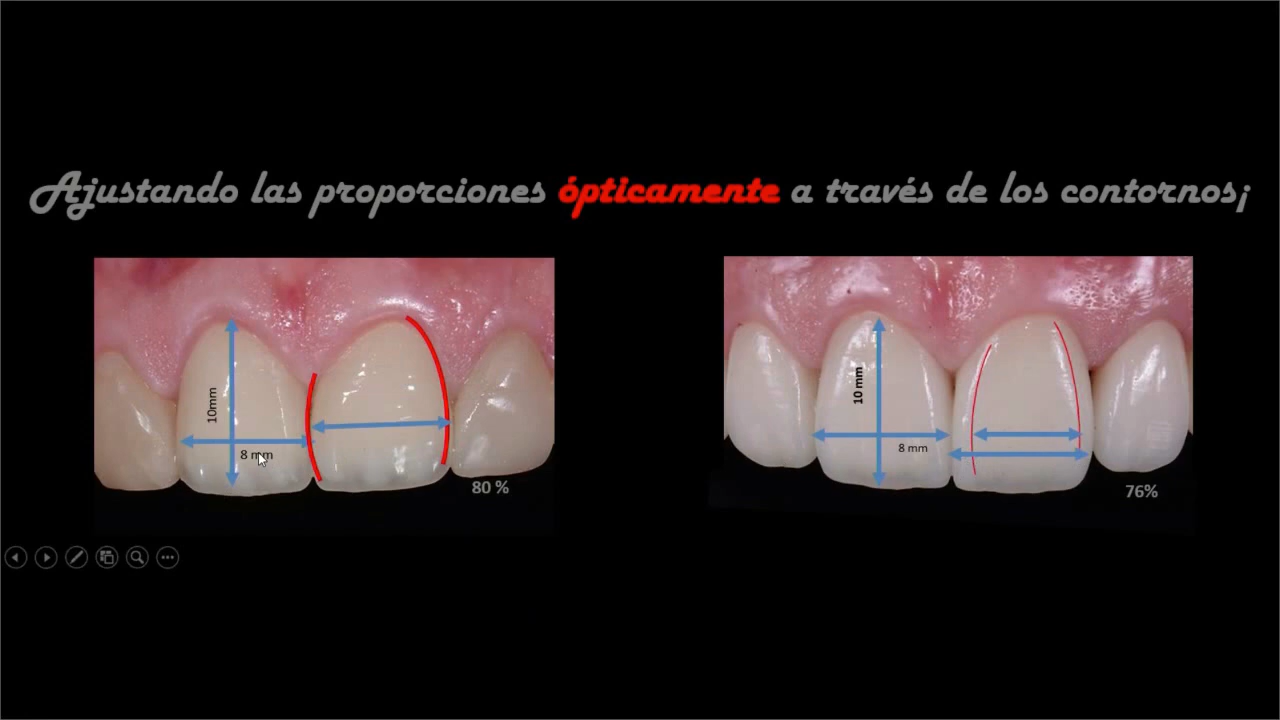 Ajustando las proporciones ópticamente a través de los contornos¡
10mm
8 mm
80 %
10 mm
8 mm
76%